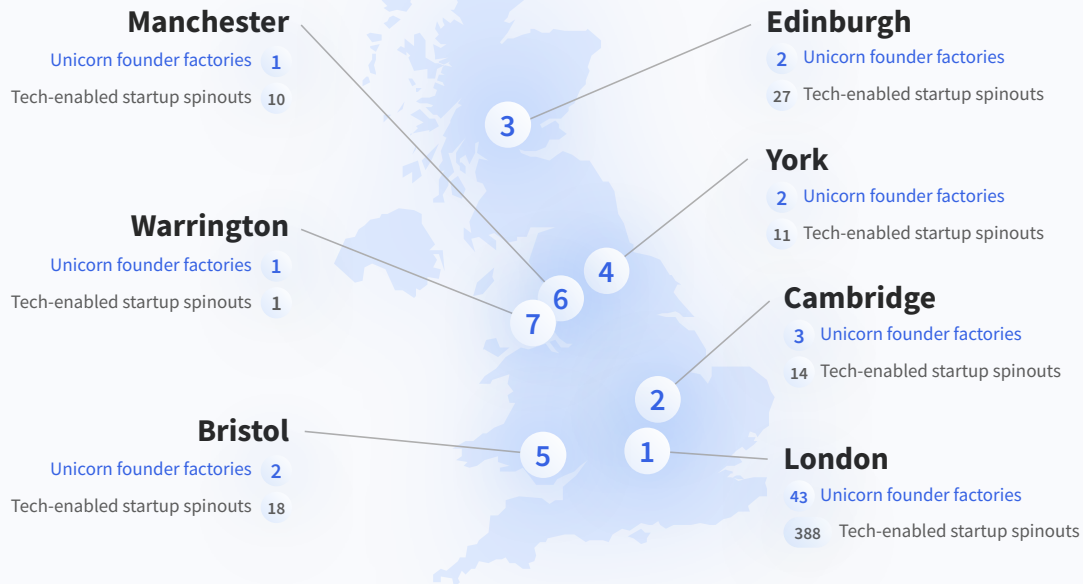 Manchester
Unicorn founder factories 1
Tech-enabled startup spinouts 10
Warrington
Unicorn founder factories 1
Tech-enabled startup spinouts 1
Bristol
Unicorn founder factories 2
Tech-enabled startup spinouts 18
3
4
6
7
2
5
1
Edinburgh
2 Unicorn founder factories
27 Tech-enabled startup spinouts
York
2 Unicorn founder factories
11 Tech-enabled startup spinouts
Cambridge
3 Unicorn founder factories
14 Tech-enabled startup spinouts
London
43 Unicorn founder factories
388 Tech-enabled startup spinouts